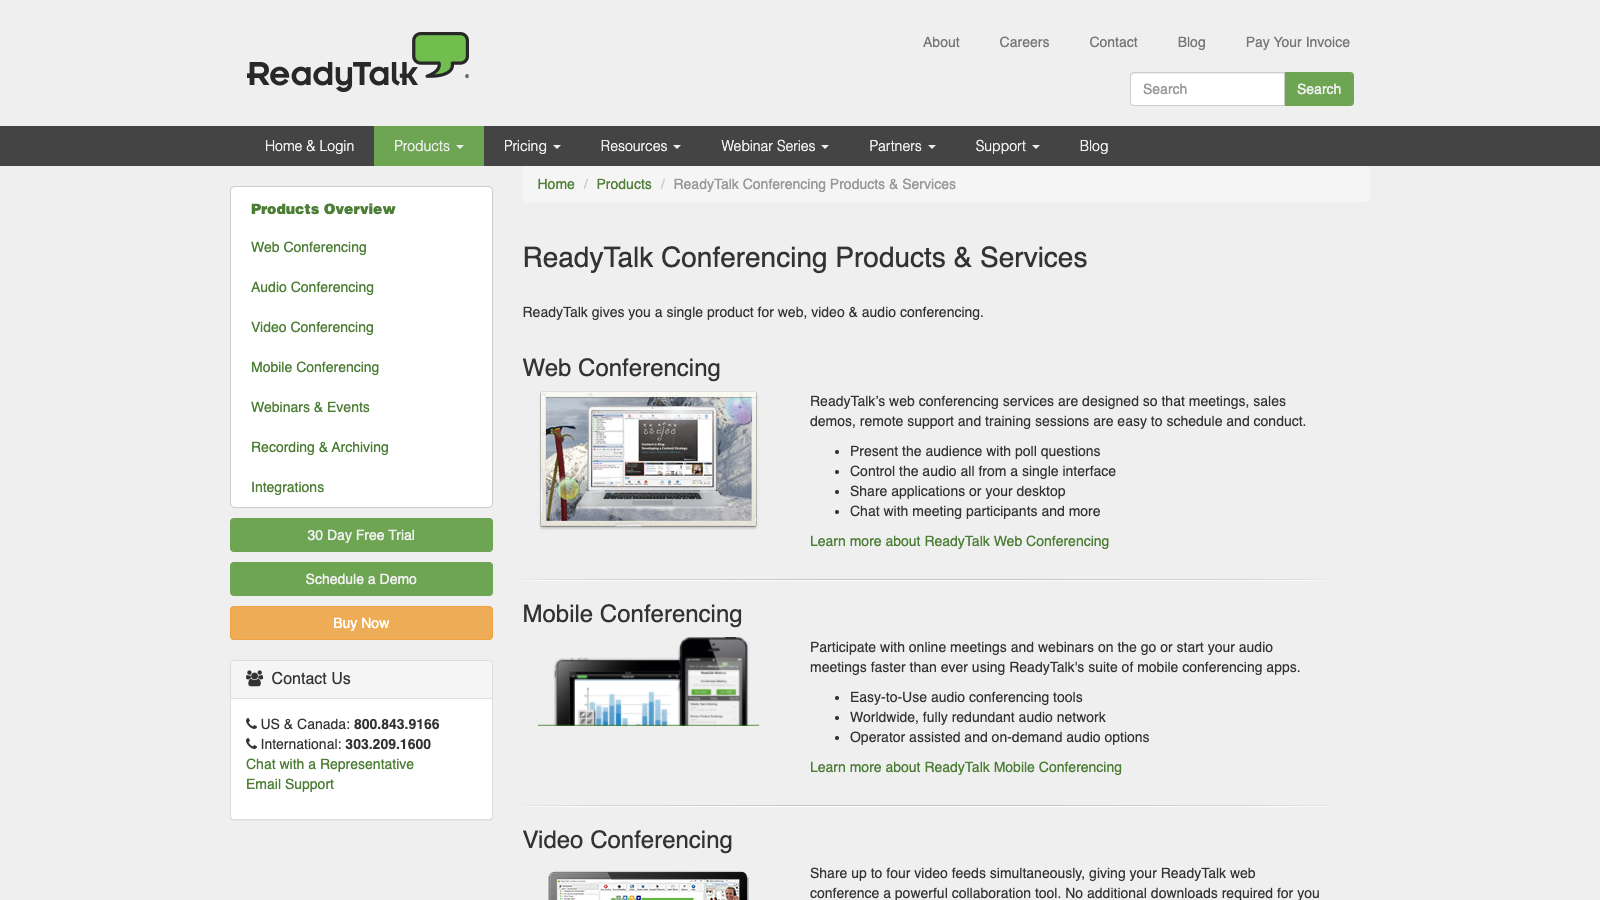 ReadyTalk
About
Careers
Contact
Blog
Pay Your Invoice
Search
Search
Home & Login
Products
Pricing
Resources
Webinar Series
Partners
Support
Blog
Home / Products / ReadyTalk Conferencing Products & Services
Products Overview
Web Conferencing
Audio Conferencing
Video Conferencing
Mobile Conferencing
Webinars & Events
Recording & Archiving
Integrations
30 Day Free Trial
Schedule a Demo
Buy Now
Contact Us
US & Canada: 800.843.9166
International: 303.209.1600
Chat with a Representative
Email Support
ReadyTalk Conferencing Products & Services
ReadyTalk gives you a single product for web, video & audio conferencing.
Web Conferencing
ReadyTalk’s web conferencing services are designed so that meetings, sales
demos, remote support and training sessions are easy to schedule and conduct.
• Present the audience with poll questions
• Control the audio all from a single interface
• Share applications or your desktop
• Chat with meeting participants and more
Learn more about ReadyTalk Web Conferencing
Mobile Conferencing
Participate with online meetings and webinars on the go or start your audio
meetings faster than ever using ReadyTalk's suite of mobile conferencing apps.
• Easy-to-Use audio conferencing tools
• Worldwide, fully redundant audio network
• Operator assisted and on-demand audio options
Learn more about ReadyTalk Mobile Conferencing
Video Conferencing
Share up to four video feeds simultaneously, giving your ReadyTalk web
conference a powerful collaboration tool. No additional downloads required for you